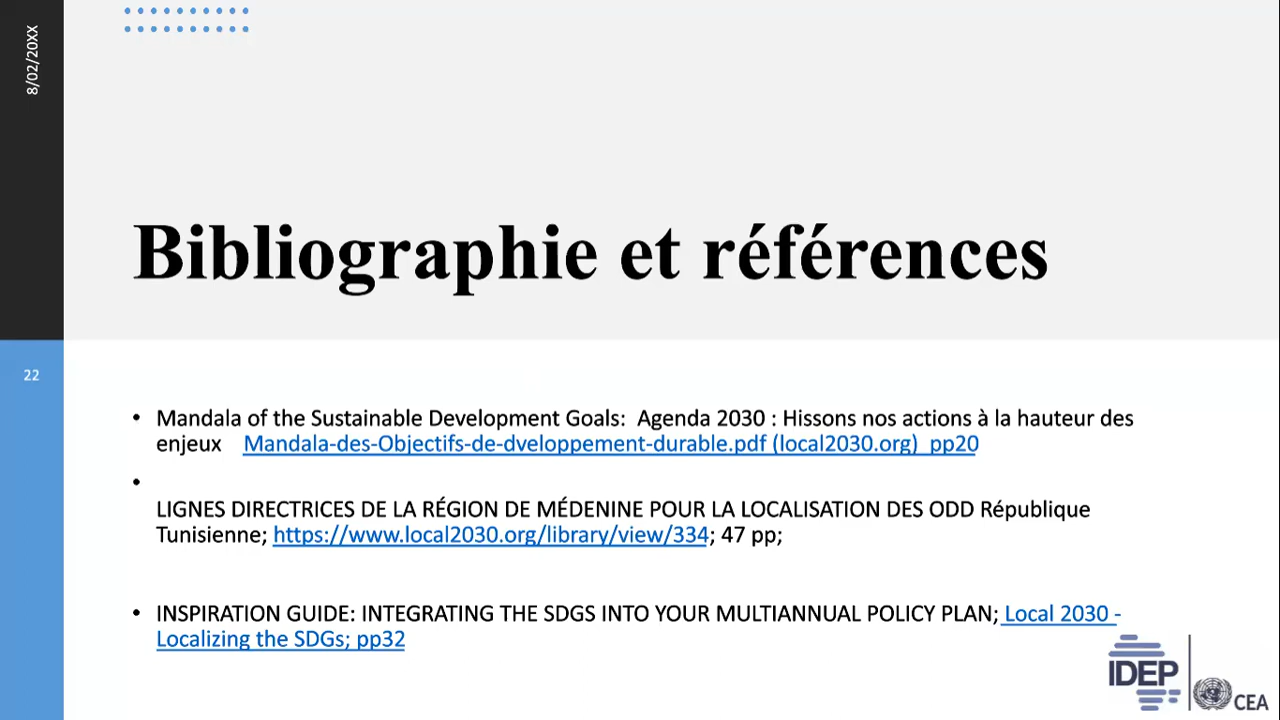 8/02/20XX
Bibliographie et références
22
• Mandala of the Sustainable Development Goals: Agenda 2030 : Hissons nos actions à la hauteur des
enjeux Mandala-des-Objectifs-de-dveloppement-durable.pdf (local2030.org) pp20
•
LIGNES DIRECTRICES DE LA RÉGION DE MÉDENINE POUR LA LOCALISATION DES ODD République
Tunisienne; https://www.local2030.org/library/view/334; 47 pp;
• INSPIRATION GUIDE: INTEGRATING THE SDGS INTO YOUR MULTIANNUAL POLICY PLAN; Local 2030 -
Localizing the SDGs; pp32
IDEP
CEA